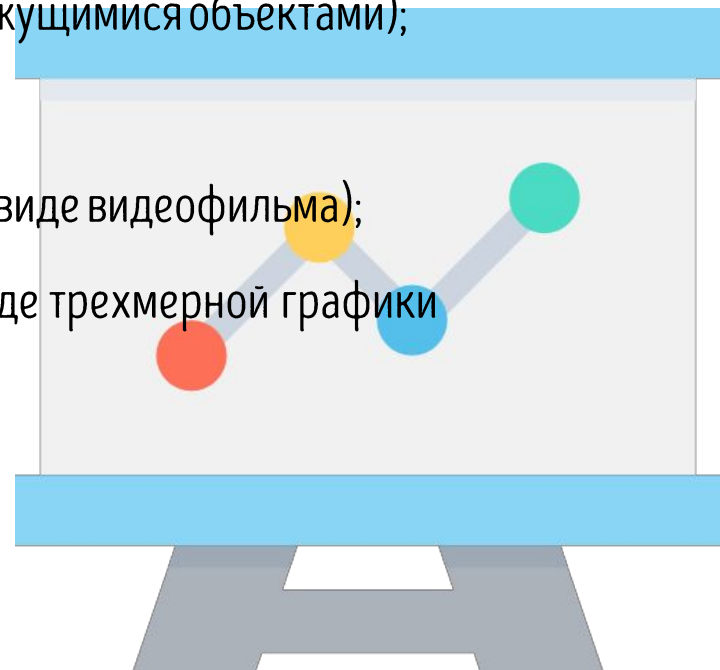 кущимися объектами);
виде видеофильма);
де трехмерной графики